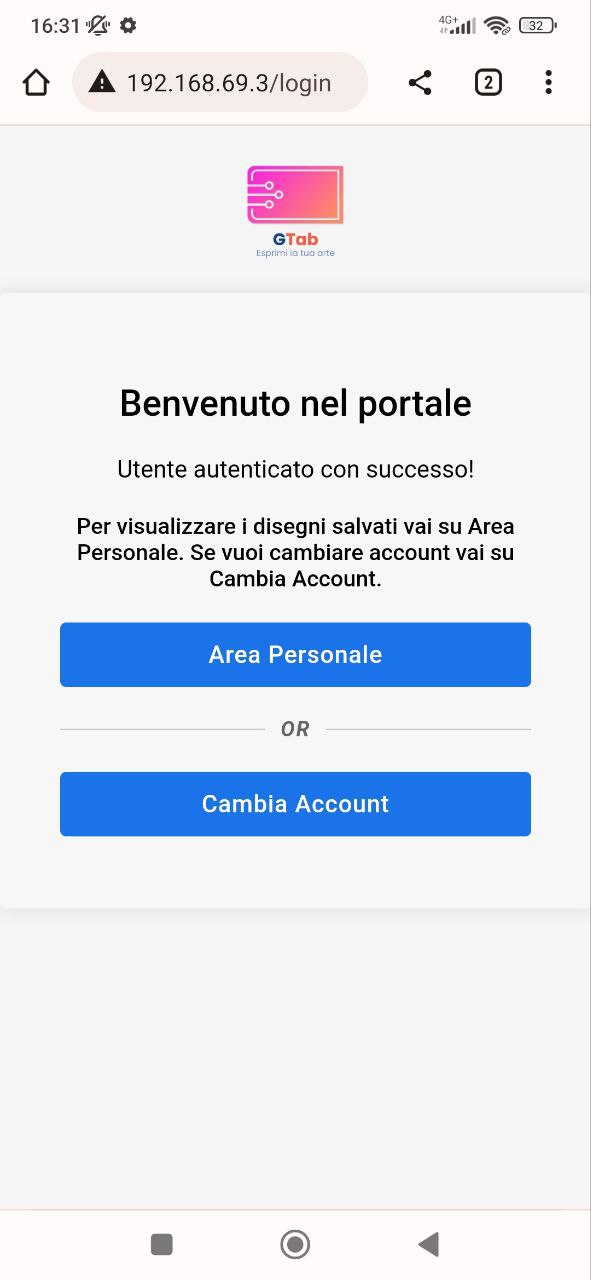 16:31
4G+
32
192.168.69.3/login
2
GTab
Esprimi la tua arte
Benvenuto nel portale
Utente autenticato con successo!
Per visualizzare i disegni salvati vai su Area
Personale. Se vuoi cambiare account vai su
Cambia Account.
Area Personale
OR
Cambia Account